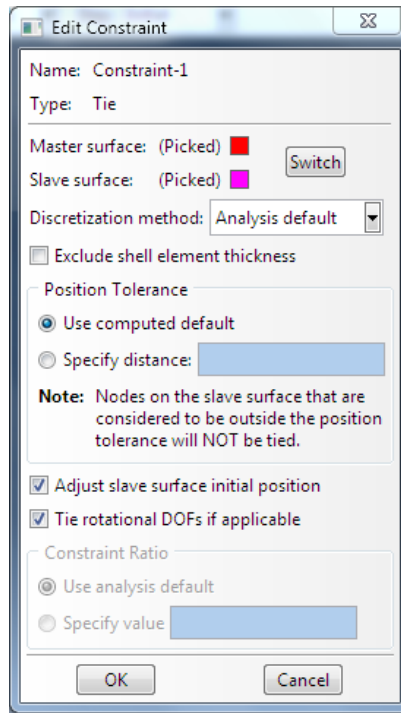 Edit Constraint
Name: Constraint-1
Type: Tie
Master surface: (Picked)
Switch
Slave surface: (Picked)
Discretization method: Analysis default
Exclude shell element thickness
Position Tolerance
Use computed default
Specify distance:
Note: Nodes on the slave surface that are
considered to be outside the position
tolerance will NOT be tied.
Adjust slave surface initial position
Tie rotational DOFs if applicable
Constraint Ratio
Use analysis default
Specify value
OK Cancel